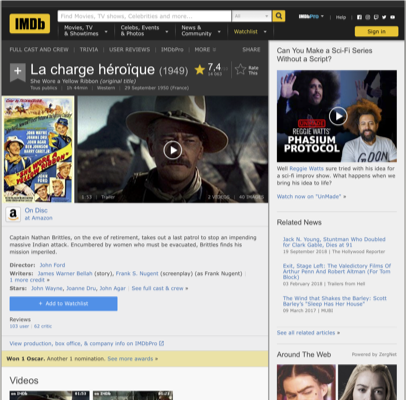 IMDb
Find Movies, TV shows, Celebrities and more...
All
IMDbPro
Help
Movies, TV & Showtimes
Celebs, Events & Photos
News & Community
Watchlist
Sign in
FULL CAST AND CREW | TRIVIA | USER REVIEWS | IMDbPro | MORE
SHARE
La charge héroïque (1949)
She Wore a Yellow Ribbon (original title)
Tous publics | 1h 44min | Western | 29 September 1950 (France)
7,4
Rate This
Trailer
2 VIDEOS
40 IMAGES
On Disc
at Amazon
Captain Nathan Brittles, on the eve of retirement, takes out a last patrol to stop an impending
massive Indian attack. Encumbered by women who must be evacuated, Brittles finds his
mission imperiled.
Director: John Ford
Writers: James Warner Bellah (story), Frank S. Nugent (screenplay) (as Frank Nugent)
1 more credit »
Stars: John Wayne, Joanne Dru, John Agar | See full cast & crew »
+ Add to Watchlist
Reviews
103 user | 62 critic
View production, box office, & company info on IMDbPro
Won 1 Oscar. Another 1 nomination. See more awards »
Videos
Can You Make a Sci-Fi Series
Without a Script?
REGGIE WATTS'
PHASIUM
PROTOCOL
Well Reggie Watts sure tried with his idea for
a sci-fi improv show. What happens when we
bring his idea to life?
Watch now on "UnMade" »
Related News
Jack N. Young, Stuntman Who Doubled
for Clark Gable, Dies at 91
19 September 2018 | The Hollywood Reporter
Exit, Stage Left: The Valedictory Films Of
Arthur Penn And Robert Altman (For Tom
Block)
03 February 2018 | Trailers from Hell
The Wind that Shakes the Barley: Scott
Barley's "Sleep Has Her House"
09 March 2017 | MUBI
See all related articles »
Around The Web
Powered by ZergNet